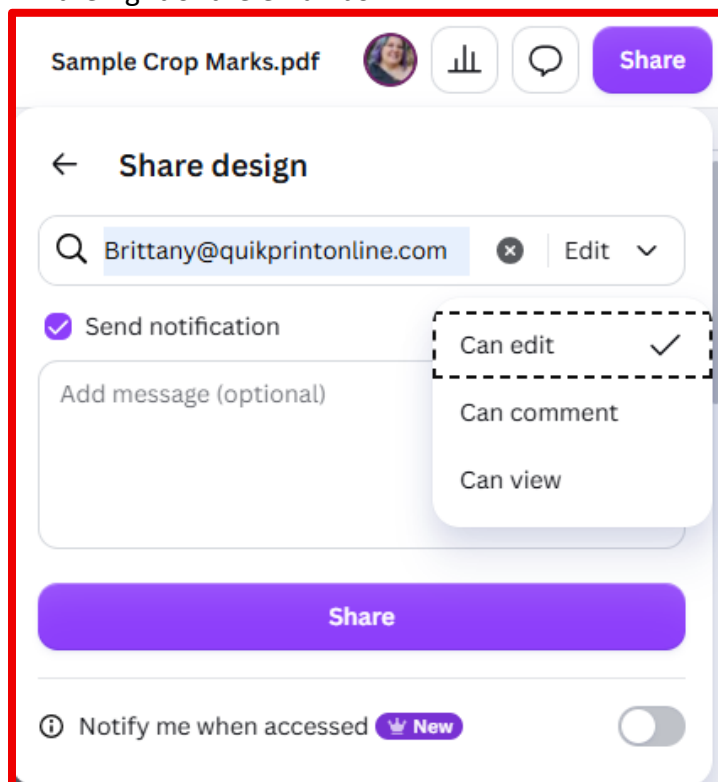 Sample Crop Marks.pdf
Share
Share design
Brittany@quikprintonline.com
Edit
Send notification
Can edit
Add message (optional)
Can comment
Can view
Share
Notify me when accessed
New